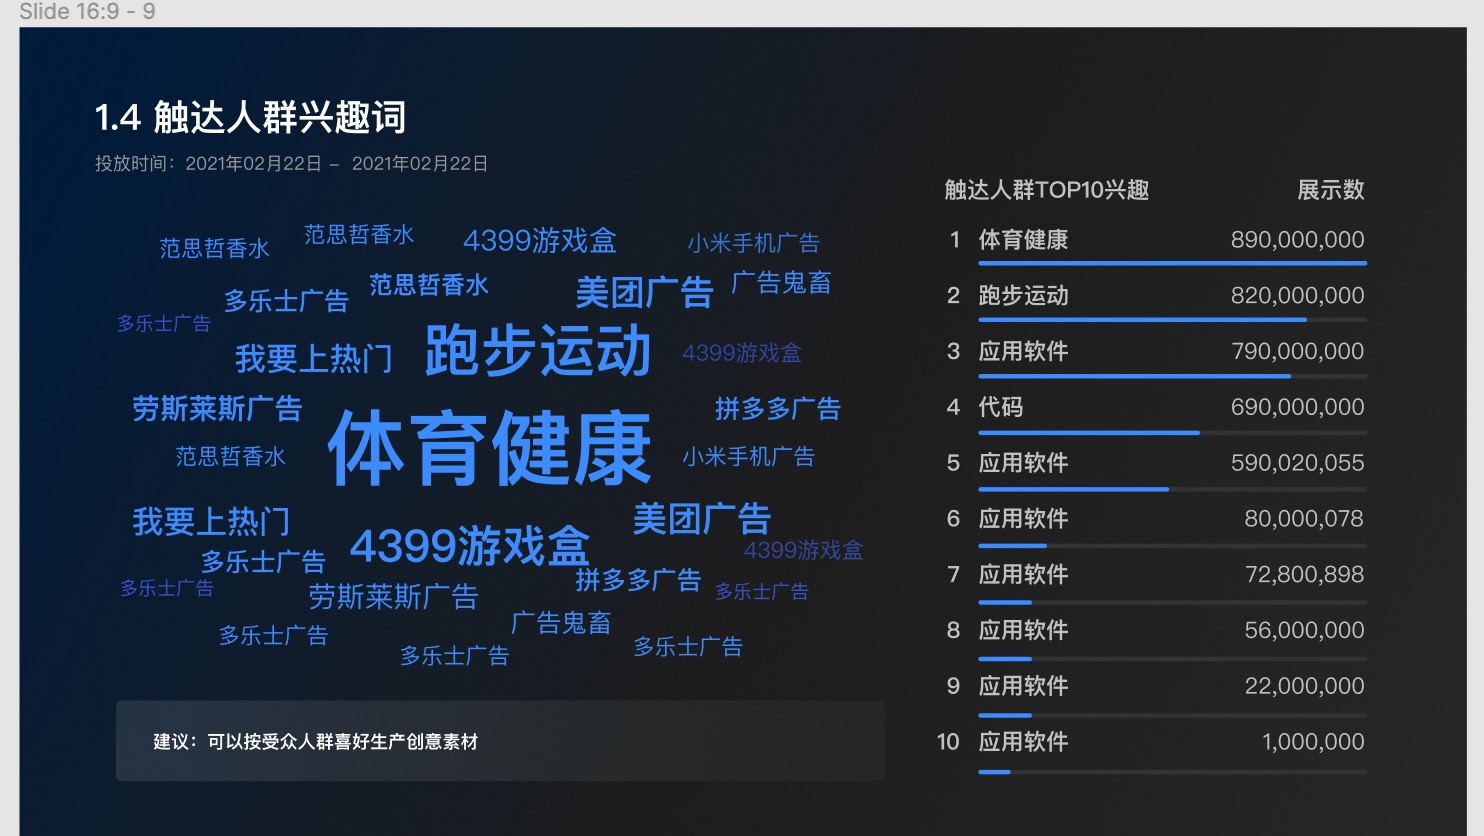 Slide 16:9 - 9
1.4 触达人群兴趣词
投放时间：2021年02月22日 – 2021年02月22日
范思哲香水
范思哲香水
4399游戏盒
小米手机广告
多乐士广告
范思哲香水
美团广告
广告鬼畜
多乐士广告
我要上热门
跑步运动
4399游戏盒
劳斯莱斯广告
体育健康
拼多多广告
范思哲香水
小米手机广告
我要上热门
4399游戏盒
美团广告
4399游戏盒
多乐士广告
多乐士广告
劳斯莱斯广告
拼多多广告
多乐士广告
多乐士广告
广告鬼畜
多乐士广告
多乐士广告
建议：可以按受众人群喜好生产创意素材
触达人群TOP10兴趣 展示数
1 体育健康 890,000,000
2 跑步运动 820,000,000
3 应用软件 790,000,000
4 代码 690,000,000
5 应用软件 590,020,055
6 应用软件 80,000,078
7 应用软件 72,800,898
8 应用软件 56,000,000
9 应用软件 22,000,000
10 应用软件 1,000,000